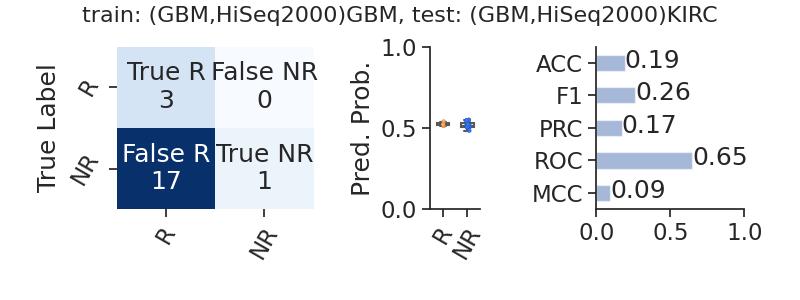 train: (GBM,HiSeq2000)GBM, test: (GBM,HiSeq2000)KIRC
True Label
R
NR
True R
3
False NR
0
False R
17
True NR
1
R
NR
Pred. Prob.
1.0
0.5
0.0
R
NR
ACC
0.19
F1
0.26
PRC
0.17
ROC
0.65
MCC
0.09
0.0 0.5 1.0